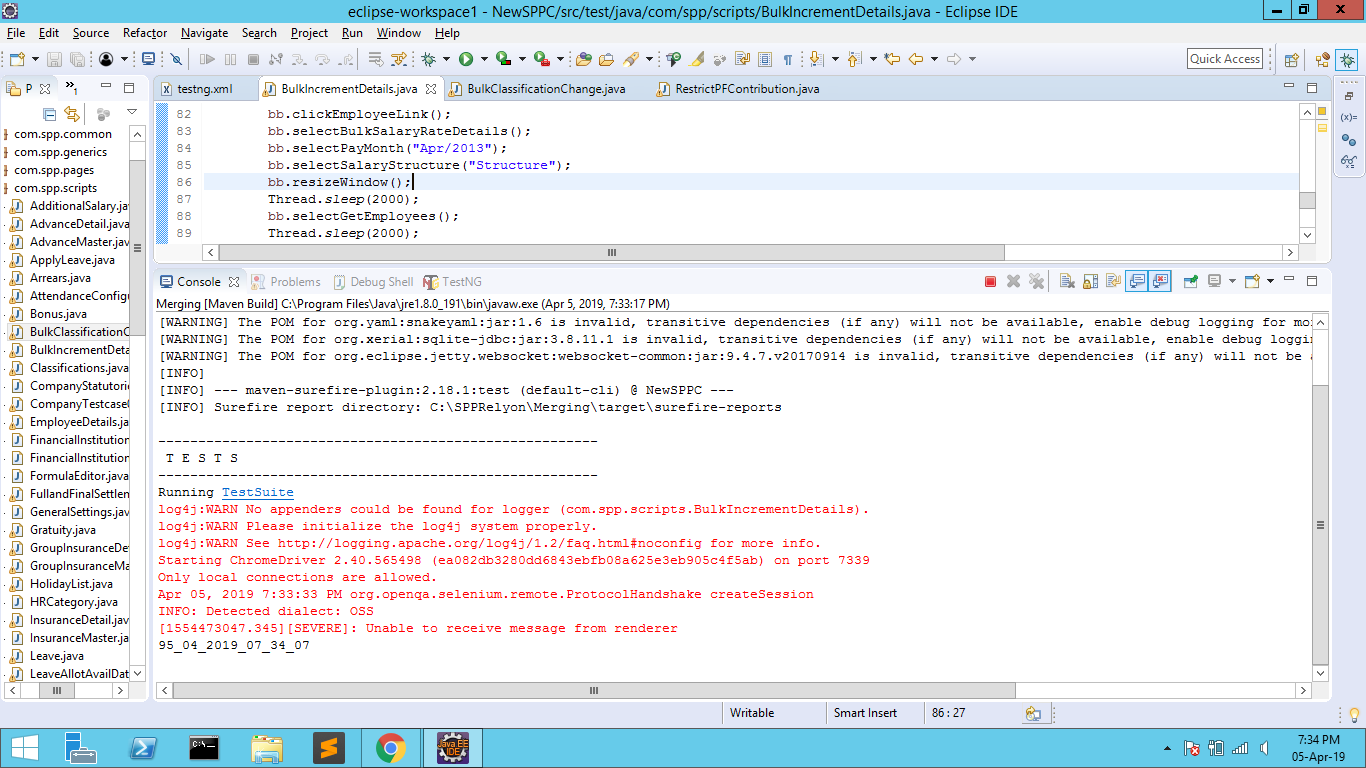 eclipse-workspace1 - NewSPPC/src/test/java/com/spp/scripts/BulkIncrementDetails.java - Eclipse IDE
File Edit Source Refactor Navigate Search Project Run Window Help
Quick Access
P
»1
testng.xml
BulkIncrementDetails.java
BulkClassificationChange.java
RestrictPFContribution.java
com.spp.common
com.spp.generics
com.spp.pages
com.spp.scripts
AdditionalSalary.jav
AdvanceDetail.java
AdvanceMaster.jav
ApplyLeave.java
Arrears.java
AttendanceConfigu
Bonus.java
BulkClassificationC
BulkIncrementDeta
Classifications.java
CompanyStatutorie
CompanyTestcase
EmployeeDetails.ja
FinancialInstitution
FinancialInstitution
FormulaEditor.java
FullandFinalSettlem
GeneralSettings.jav
Gratuity.java
GroupInsuranceDe
GroupInsuranceMa
HolidayList.java
HRCategory.java
InsuranceDetail.java
InsuranceMaster.ja
Leave.java
LeaveAllotAvailDat
82 bb.clickEmployeeLink();
83 bb.selectBulkSalaryRateDetails();
84 bb.selectPayMonth("Apr/2013");
85 bb.selectSalaryStructure("Structure");
86 bb.resizeWindow();
87 Thread.sleep(2000);
88 bb.selectGetEmployees();
89 Thread.sleep(2000);
Console Problems Debug Shell TestNG
Merging [Maven Build] C:\Program Files\Java\jre1.8.0_191\bin\javaw.exe (Apr 5, 2019, 7:33:17 PM)
[WARNING] The POM for org.yaml:snakeyaml:jar:1.6 is invalid, transitive dependencies (if any) will not be available, enable debug logging for mo
[WARNING] The POM for org.xerial:sqlite-jdbc:jar:3.8.11.1 is invalid, transitive dependencies (if any) will not be available, enable debug loggin
[WARNING] The POM for org.eclipse.jetty.websocket:websocket-common:jar:9.4.7.v20170914 is invalid, transitive dependencies (if any) will not be a
[INFO]
[INFO] --- maven-surefire-plugin:2.18.1:test (default-cli) @ NewSPPC ---
[INFO] Surefire report directory: C:\SPPRelyon\Merging\target\surefire-reports
-------------------------------------------------------
T E S T S
-------------------------------------------------------
Running TestSuite
log4j:WARN No appenders could be found for logger (com.spp.scripts.BulkIncrementDetails).
log4j:WARN Please initialize the log4j system properly.
log4j:WARN See http://logging.apache.org/log4j/1.2/faq.html#noconfig for more info.
Starting ChromeDriver 2.40.565498 (ea082db3280dd6843ebfb08a625e3eb905c4f5ab) on port 7339
Only local connections are allowed.
Apr 05, 2019 7:33:33 PM org.openqa.selenium.remote.ProtocolHandshake createSession
INFO: Detected dialect: OSS
[1554473047.345][SEVERE]: Unable to receive message from renderer
95_04_2019_07_34_07
Writable Smart Insert 86 : 27
Java EE IDE
7:34 PM
05-Apr-19